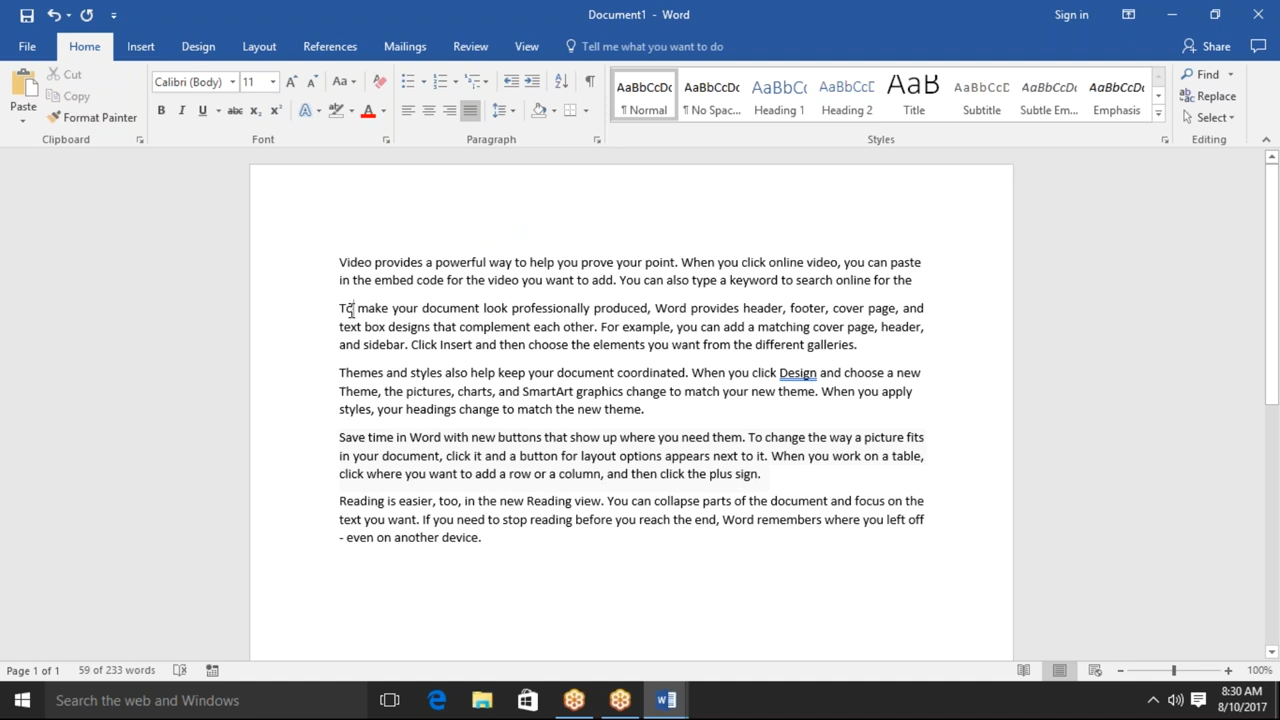 Document1 - Word
Sign in
File Home Insert Design Layout References Mailings Review View Tell me what you want to do Share
Cut
Copy
Paste
Format Painter
Clipboard
Calibri (Body) 11
Font
Paragraph
AaBbCcDc AaBbCcDc AaBbCc AaBbCcE AaB AaBbCcD AaBbCcDc AaBbCcDc
¶ Normal ¶ No Spac... Heading 1 Heading 2 Title Subtitle Subtle Em... Emphasis
Styles
Find
Replace
Select
Editing
Video provides a powerful way to help you prove your point. When you click online video, you can paste
in the embed code for the video you want to add. You can also type a keyword to search online for the
To make your document look professionally produced, Word provides header, footer, cover page, and
text box designs that complement each other. For example, you can add a matching cover page, header,
and sidebar. Click Insert and then choose the elements you want from the different galleries.
Themes and styles also help keep your document coordinated. When you click Design and choose a new
Theme, the pictures, charts, and SmartArt graphics change to match your new theme. When you apply
styles, your headings change to match the new theme.
Save time in Word with new buttons that show up where you need them. To change the way a picture fits
in your document, click it and a button for layout options appears next to it. When you work on a table,
click where you want to add a row or a column, and then click the plus sign.
Reading is easier, too, in the new Reading view. You can collapse parts of the document and focus on the
text you want. If you need to stop reading before you reach the end, Word remembers where you left off
- even on another device.
Page 1 of 1 59 of 233 words 100%
Search the web and Windows
8:30 AM
8/10/2017